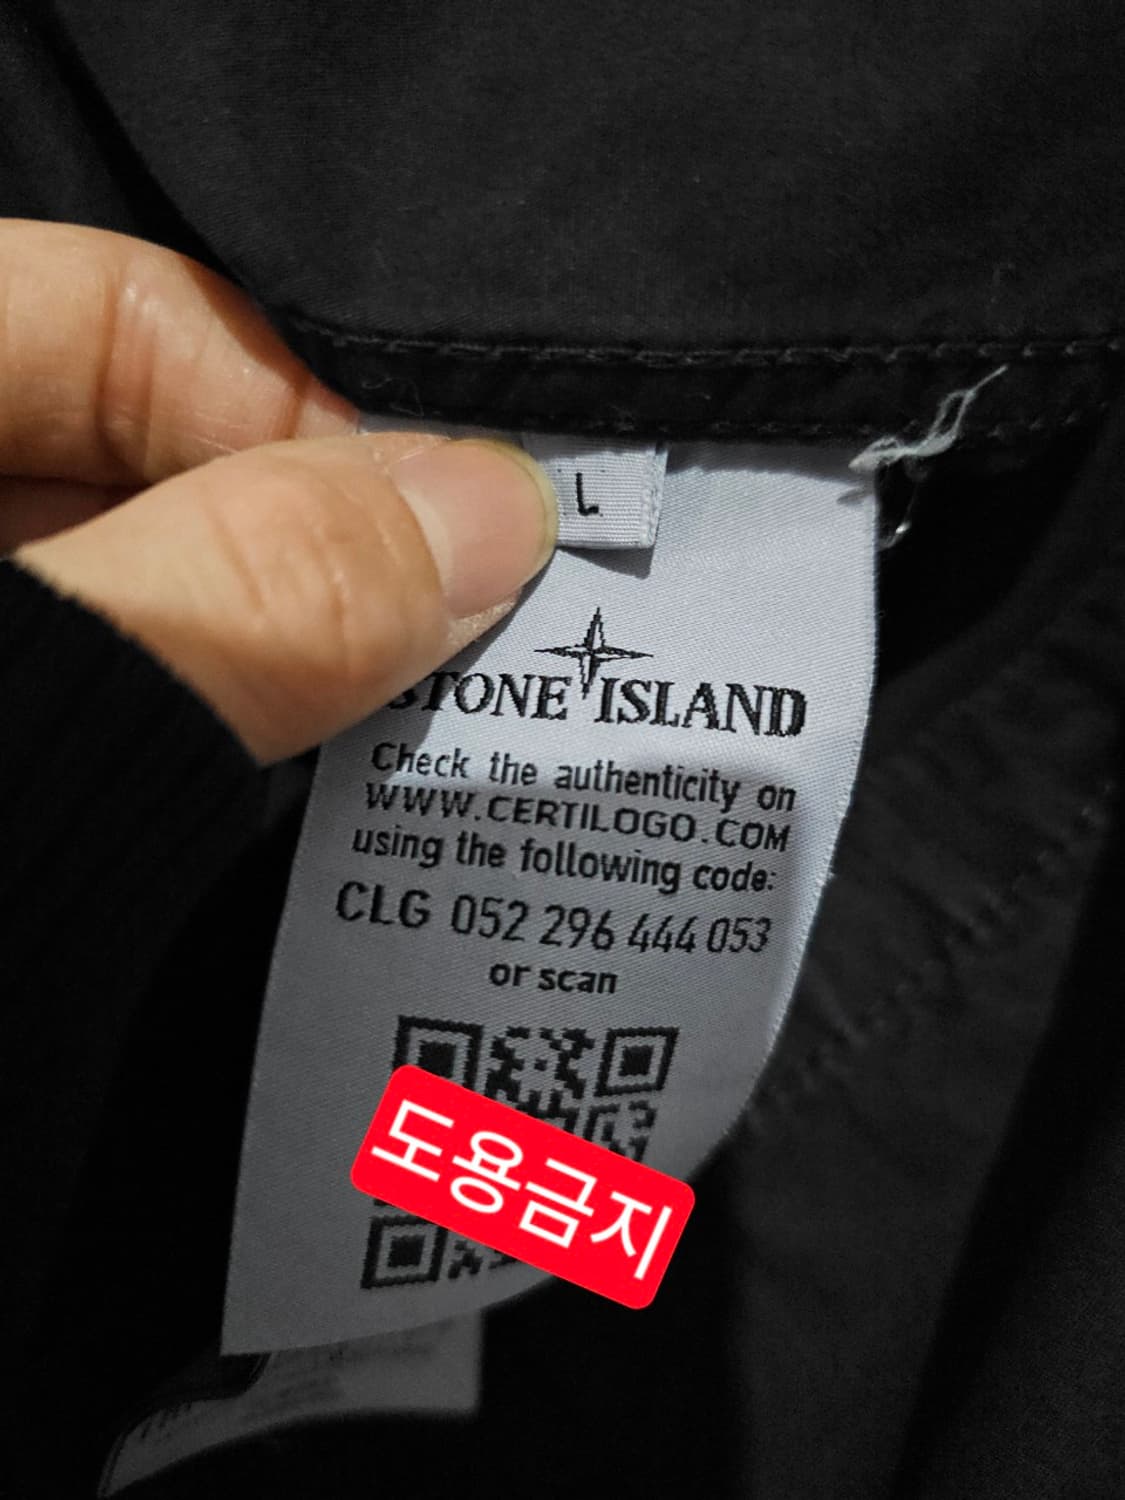 L
STONE ISLAND
Check the authenticity on
WWW.CERTILOGO.COM
using the following code:
CLG 052 296 444 053
or scan
도용금지